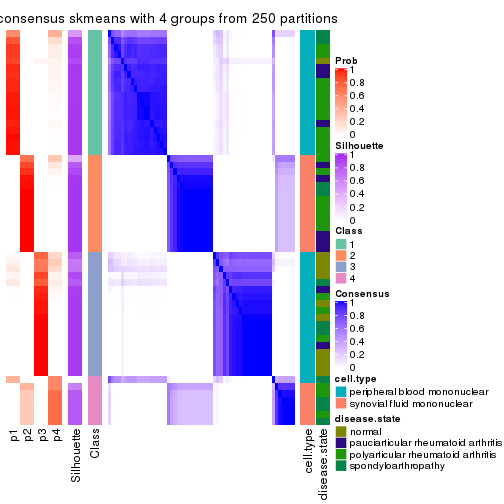 consensus skmeans with 4 groups from 250 partitions
Prob
1
0.8
0.6
0.4
0.2
0
Silhouette
1
0.8
0.6
0.4
0.2
0
Class
1
2
3
4
Consensus
1
0.8
0.6
0.4
0.2
0
cell.type
peripheral blood mononuclear
synovial fluid mononuclear
disease.state
normal
pauciarticular rheumatoid arthritis
polyarticular rheumatoid arthritis
spondyloarthropathy
p1
p2
p3
p4
Silhouette
Class
cell.type
disease.state